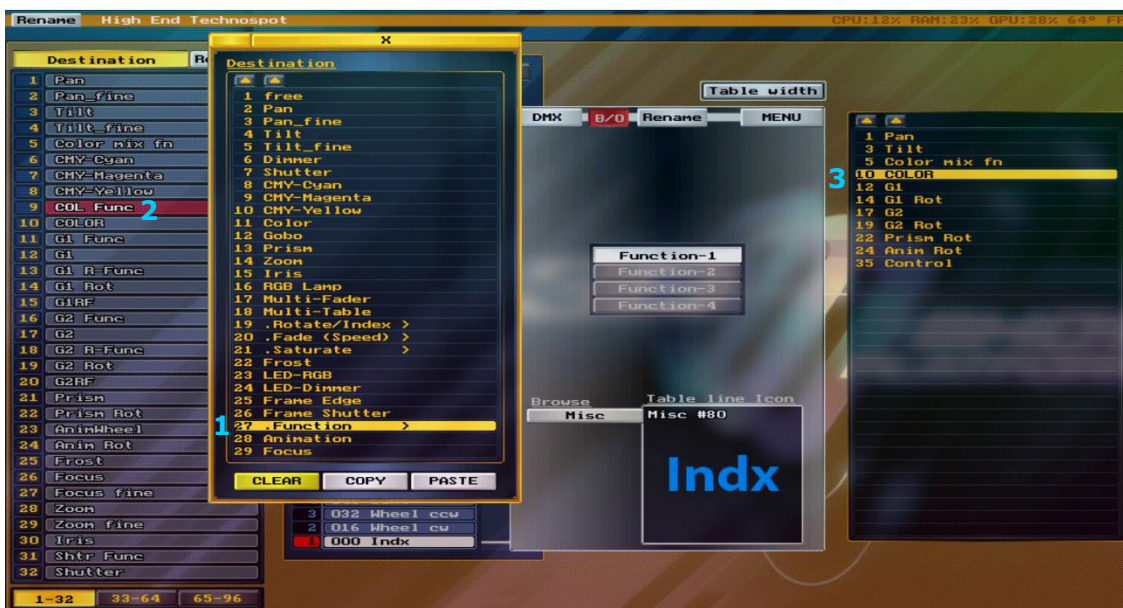 Rename High End Technospot
CPU:12% RAM:23% GPU:28% 64°
X
Destination
1 Pan
2 Pan_fine
3 Tilt
4 Tilt_fine
5 Color mix fn
6 CMY-Cyan
7 CMY-Magenta
8 CMY-Yellow
9 COL Func 2
10 COLOR
11 G1 Func
12 G1
13 G1 R-Func
14 G1 Rot
15 G1RF
16 G2 Func
17 G2
18 G2 R-Func
19 G2 Rot
20 G2RF
21 Prism
22 Prism Rot
23 AnimWheel
24 Anim Rot
25 Frost
26 Focus
27 Focus fine
28 Zoom
29 Zoom fine
30 Iris
31 Shtr Func
32 Shutter
1-32 33-64 65-96
Destination
1 free
2 Pan
3 Pan_fine
4 Tilt
5 Tilt_fine
6 Dimmer
7 Shutter
8 CMY-Cyan
9 CMY-Magenta
10 CMY-Yellow
11 Color
12 Gobo
13 Prism
14 Zoom
15 Iris
16 RGB Lamp
17 Multi-Fader
18 Multi-Table
19 .Rotate/Index >
20 .Fade (Speed) >
21 .Saturate >
22 Frost
23 LED-RGB
24 LED-Dimmer
25 Frame Edge
26 Frame Shutter
1 27 .Function >
28 Animation
29 Focus
CLEAR COPY PASTE
3 032 Wheel ccw
2 016 Wheel cw
1 000 Indx
Table width
DMX B/O Rename MENU
Function-1
Function-2
Function-3
Function-4
Browse
Misc
Table line Icon
Misc #80
Indx
1 Pan
3 Tilt
5 Color mix fn
3 10 COLOR
12 G1
14 G1 Rot
17 G2
19 G2 Rot
22 Prism Rot
24 Anim Rot
35 Control